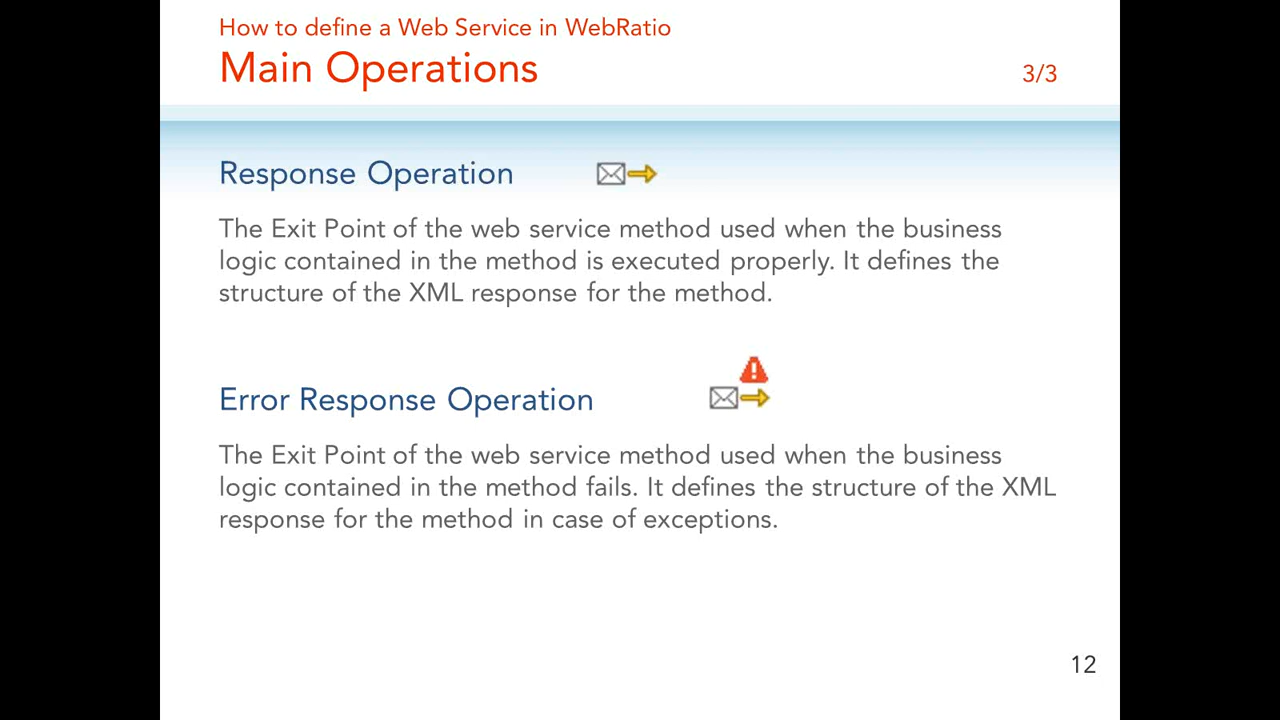 How to define a Web Service in WebRatio
Main Operations
3/3
Response Operation
The Exit Point of the web service method used when the business
logic contained in the method is executed properly. It defines the
structure of the XML response for the method.
Error Response Operation
The Exit Point of the web service method used when the business
logic contained in the method fails. It defines the structure of the XML
response for the method in case of exceptions.
12